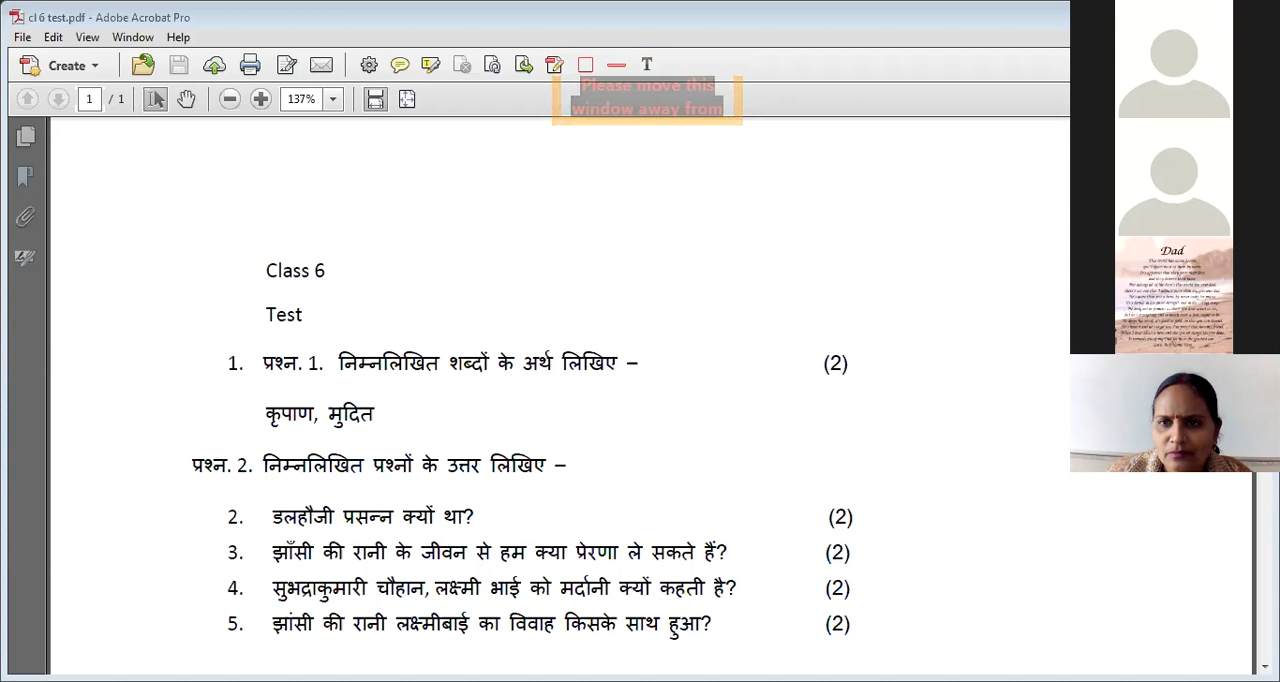 cl 6 test.pdf - Adobe Acrobat Pro
File Edit View Window Help
Create
1 / 1 137%
Please move this
window away from
Dad
Class 6
Test
1. प्रश्न. 1. निम्नलिखित शब्दों के अर्थ लिखिए – (2)
कृपाण, मुदित
प्रश्न. 2. निम्नलिखित प्रश्नों के उत्तर लिखिए –
2. डलहौजी प्रसन्न क्यों था? (2)
3. झाँसी की रानी के जीवन से हम क्या प्रेरणा ले सकते हैं? (2)
4. सुभद्राकुमारी चौहान, लक्ष्मी भाई को मर्दानी क्यों कहती है? (2)
5. झांसी की रानी लक्ष्मीबाई का विवाह किसके साथ हुआ? (2)